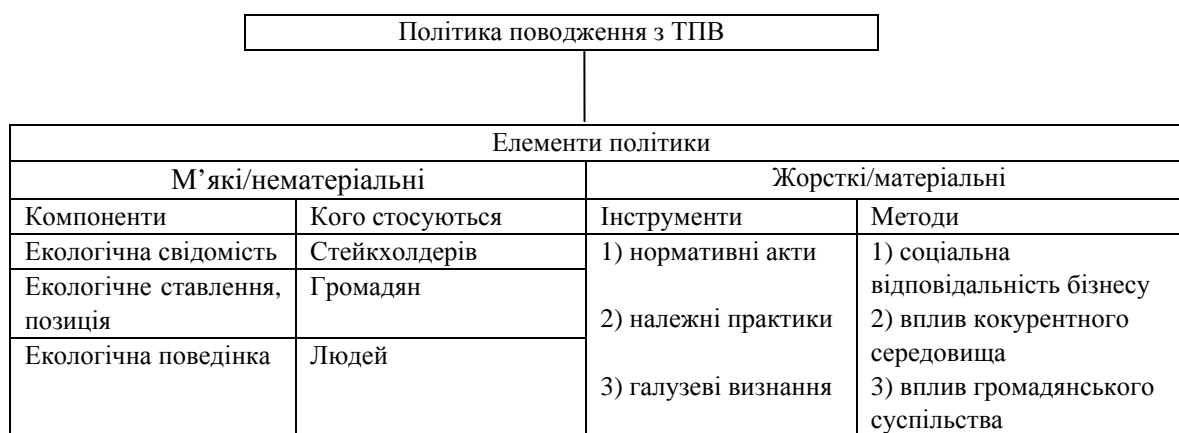 Політика поводження з ТПВ
Елементи політики
М’які/нематеріальні
Жорсткі/матеріальні
Компоненти
Кого стосуються
Інструменти
Методи
Екологічна свідомість
Стейкхолдерів
Екологічне ставлення,
позиція
Громадян
Екологічна поведінка
Людей
1) нормативні акти
2) належні практики
3) галузеві визнання
1) соціальна
відповідальність бізнесу
2) вплив кокурентного
середовища
3) вплив громадянського
суспільства